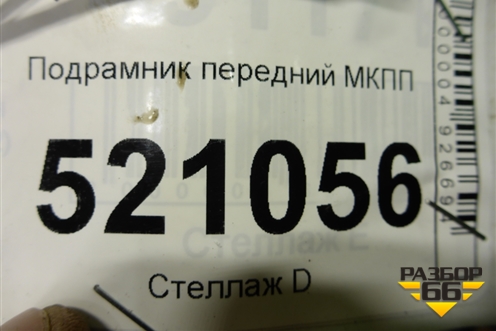 Подрамник передний МКПП
521056
Стеллаж D
РАЗБОР
66